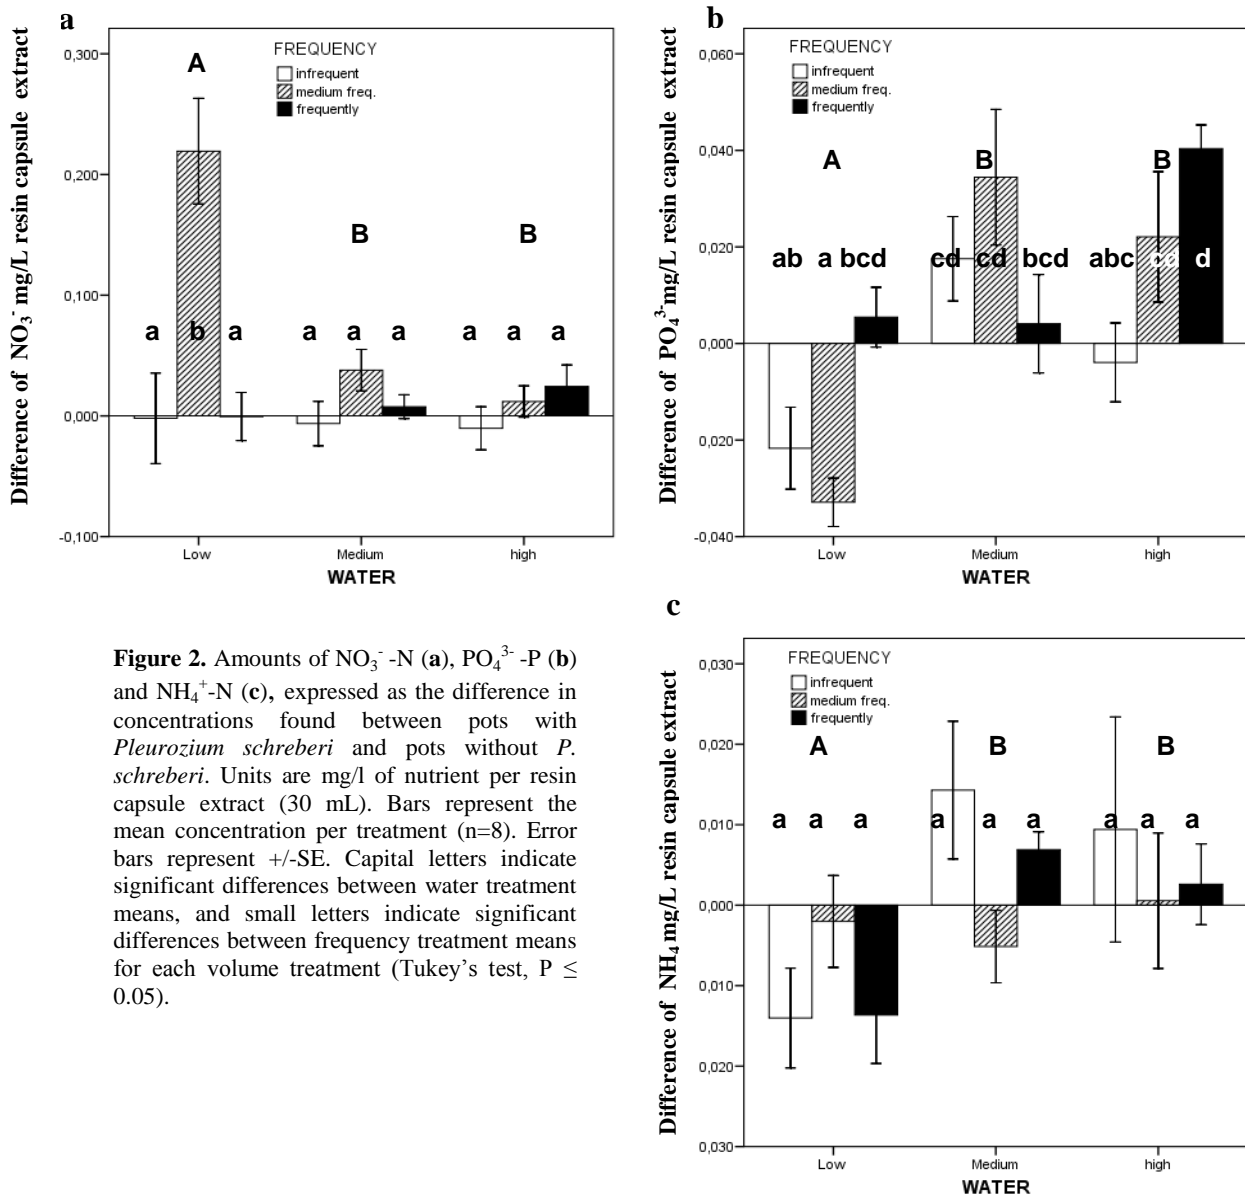 a
Difference of NO₃⁻ mg/L resin capsule extract
FREQUENCY
infrequent
medium freq.
frequently
0,300
0,200
0,100
0,000
-0,100
A
B
B
a b a a a a a a a
Low Medium high
WATER
b
Difference of PO₄³⁻mg/L resin capsule extract
FREQUENCY
infrequent
medium freq.
frequently
0,060
0,040
0,020
0,000
-0,020
-0,040
A B B
ab a bcd cd cd bcd abc cd d
Low Medium high
WATER
Figure 2. Amounts of NO₃⁻ -N (a), PO₄³⁻ -P (b)
and NH₄⁺-N (c), expressed as the difference in
concentrations found between pots with
Pleurozium schreberi and pots without P.
schreberi. Units are mg/l of nutrient per resin
capsule extract (30 mL). Bars represent the
mean concentration per treatment (n=8). Error
bars represent +/-SE. Capital letters indicate
significant differences between water treatment
means, and small letters indicate significant
differences between frequency treatment means
for each volume treatment (Tukey's test, P ≤
0.05).
c
Difference of NH₄ mg/L resin capsule extract
FREQUENCY
infrequent
medium freq.
frequently
0,030
0,020
0,010
0,000
0,010
0,020
0,030
A B B
a a a a a a a a a
Low Medium high
WATER